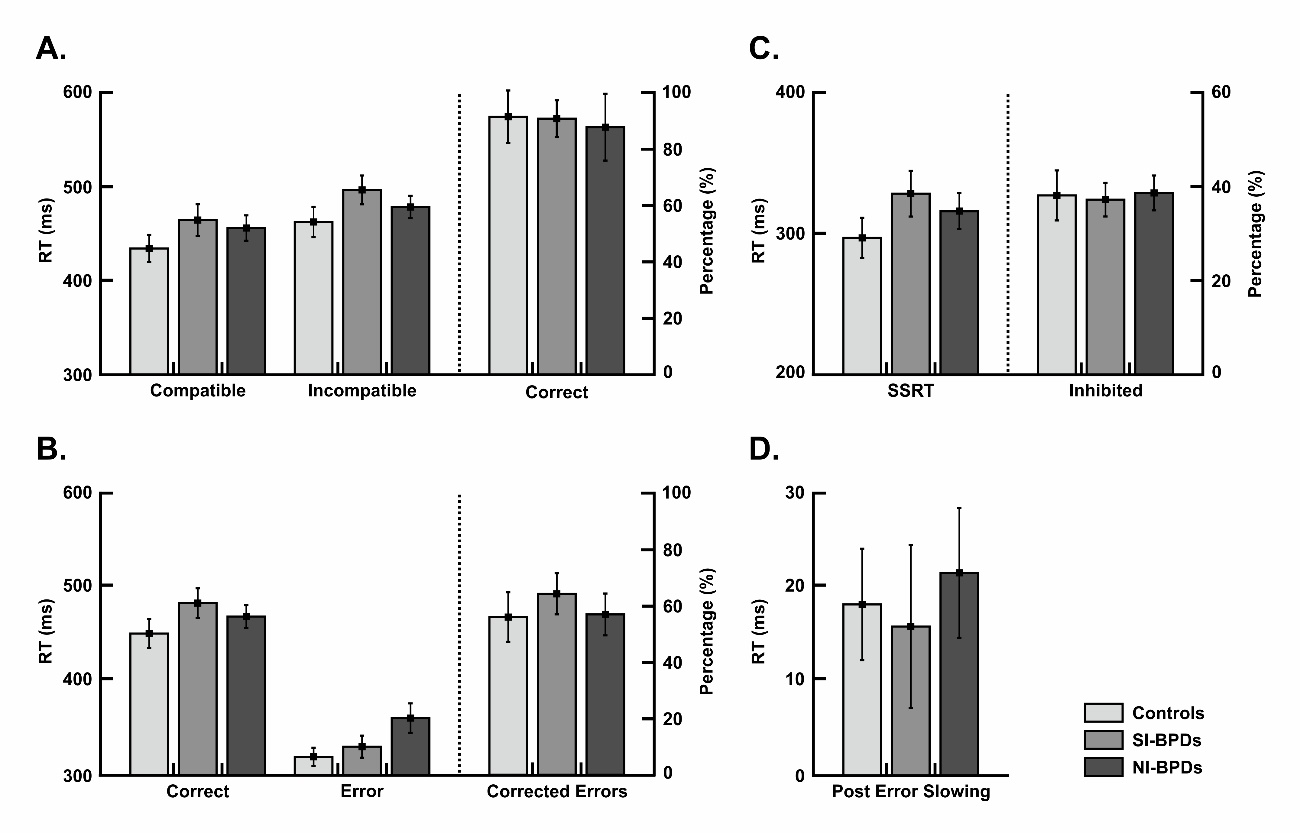 A.
600
500
400
300
RT (ms)
Compatible
Incompatible
Correct
100
80
60
40
20
0
Percentage (%)
C.
400
300
200
RT (ms)
SSRT
Inhibited
60
40
20
0
Percentage (%)
B.
600
500
400
300
RT (ms)
Correct
Error
Corrected Errors
100
80
60
40
20
0
Percentage (%)
D.
30
20
10
0
RT (ms)
Post Error Slowing
Controls
SI-BPDs
NI-BPDs